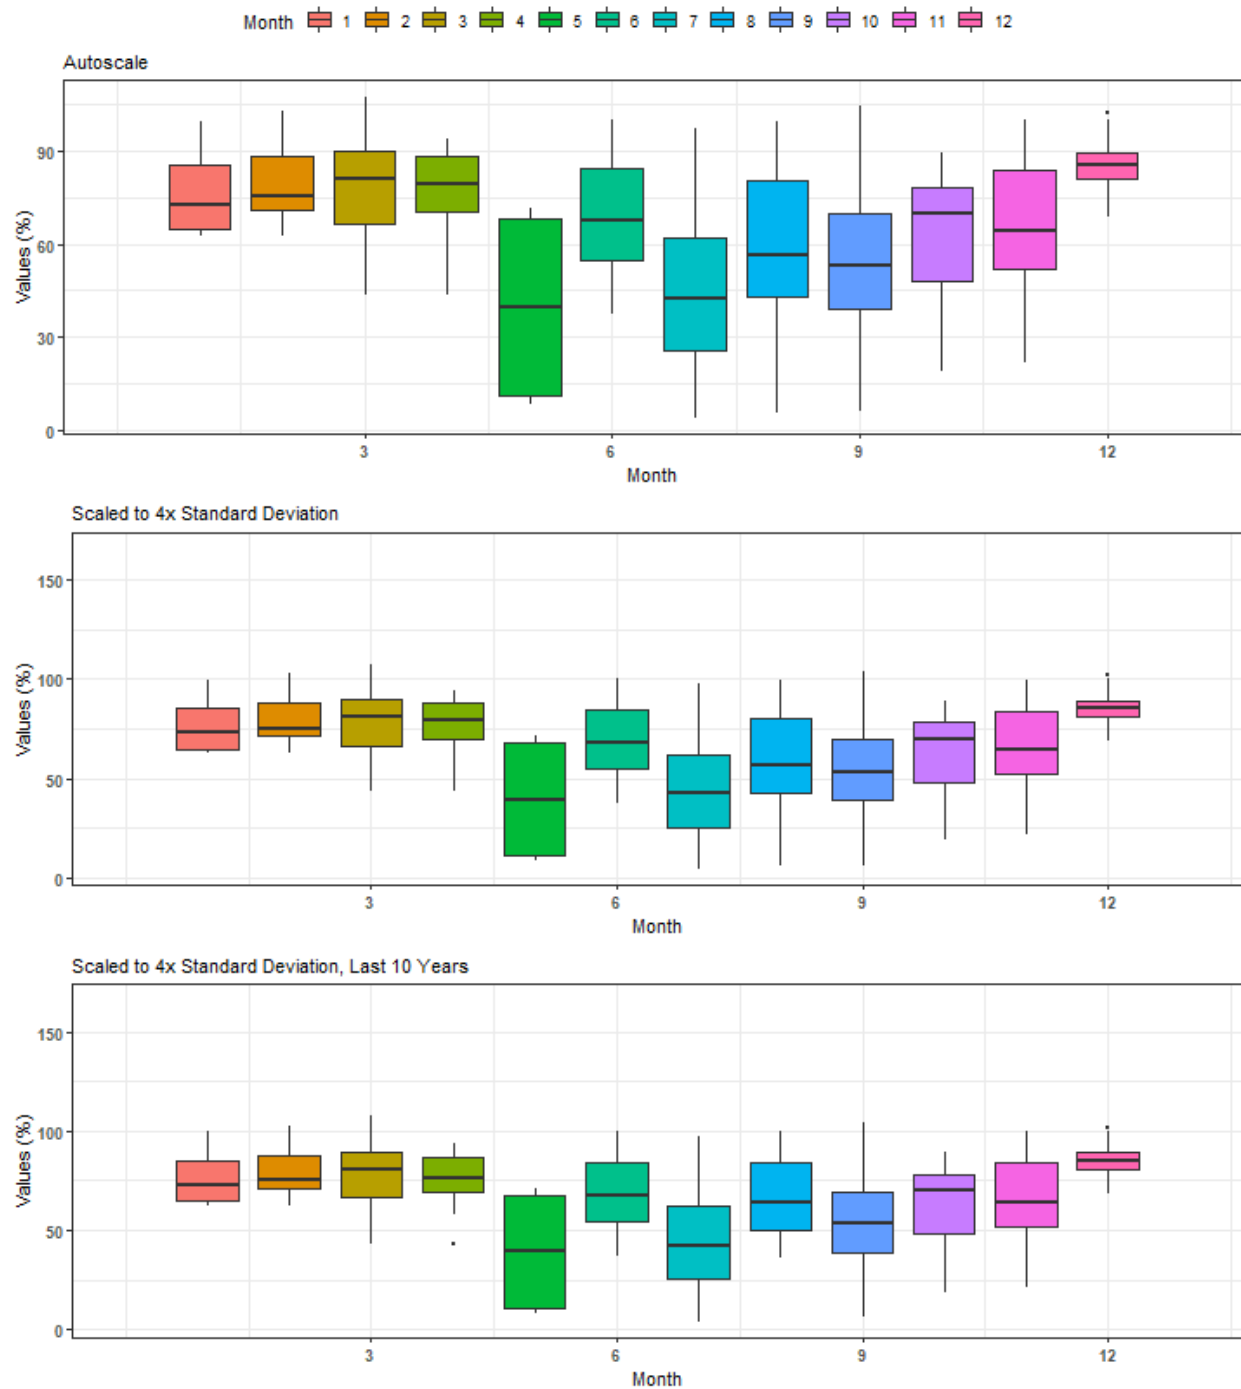 Month 1 2 3 4 5 6 7 8 9 10 11 12
Autoscale
Values (%)
90
60
30
0
3 6 9 12
Month
Scaled to 4x Standard Deviation
Values (%)
150
100
50
0
3 6 9 12
Month
Scaled to 4x Standard Deviation, Last 10 Years
Values (%)
150
100
50
0
3 6 9 12
Month